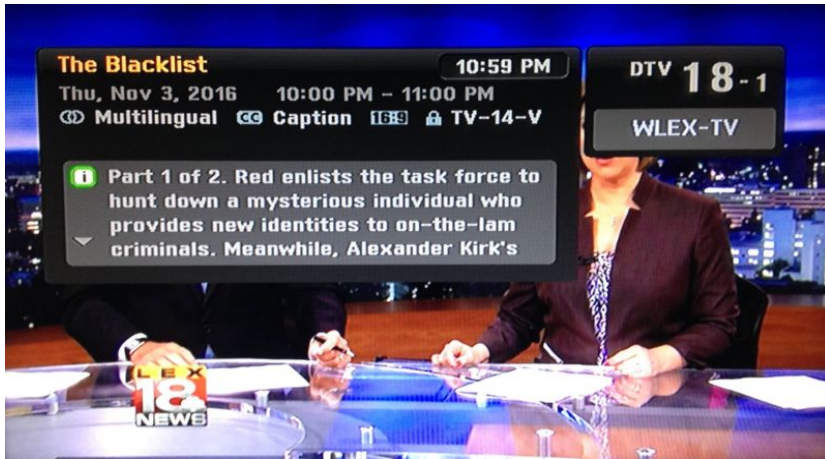 The Blacklist
10:59 PM
Thu, Nov 3, 2016 10:00 PM - 11:00 PM
Multilingual CC Caption 16:9 TV-14-V
i Part 1 of 2. Red enlists the task force to
hunt down a mysterious individual who
provides new identities to on-the-lam
criminals. Meanwhile, Alexander Kirk's
DTV 18-1
WLEX-TV
LEX
18
NEWS